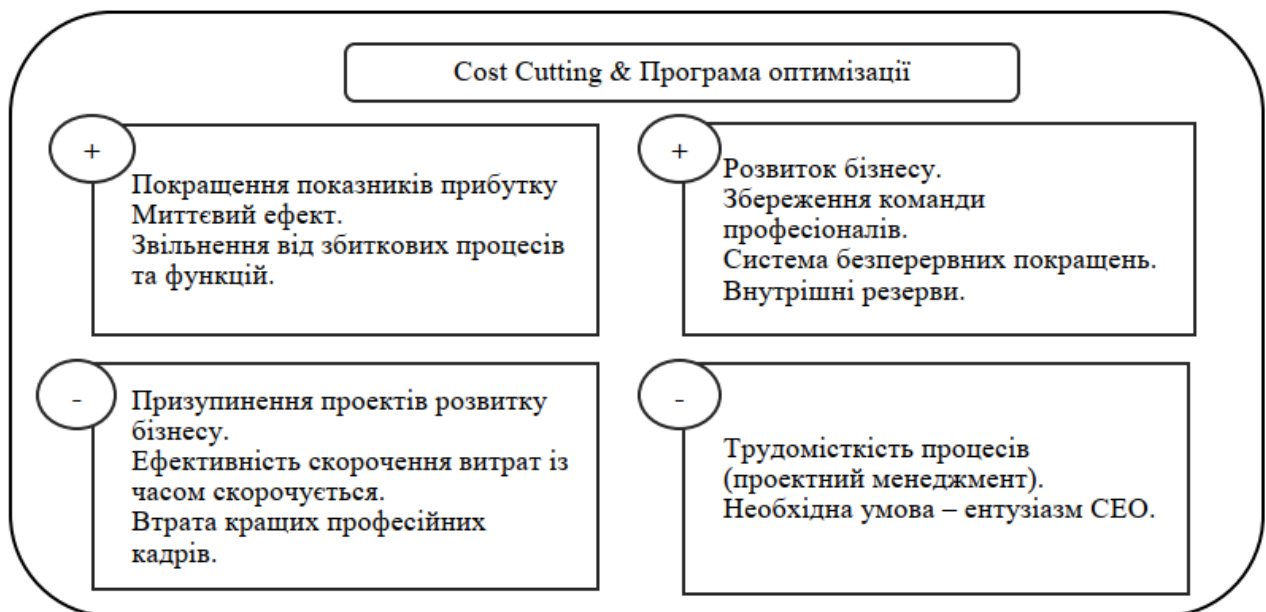 Cost Cutting & Програма оптимізації
+
Покращення показників прибутку
Миттєвий ефект.
Звільнення від збиткових процесів
та функцій.
+
Розвиток бізнесу.
Збереження команди
професіоналів.
Система безперервних покращень.
Внутрішні резерви.
-
Призупинення проектів розвитку
бізнесу.
Ефективність скорочення витрат із
часом скорочується.
Втрата кращих професійних
кадрів.
-
Трудомісткість процесів
(проектний менеджмент).
Необхідна умова – ентузіазм СЕО.